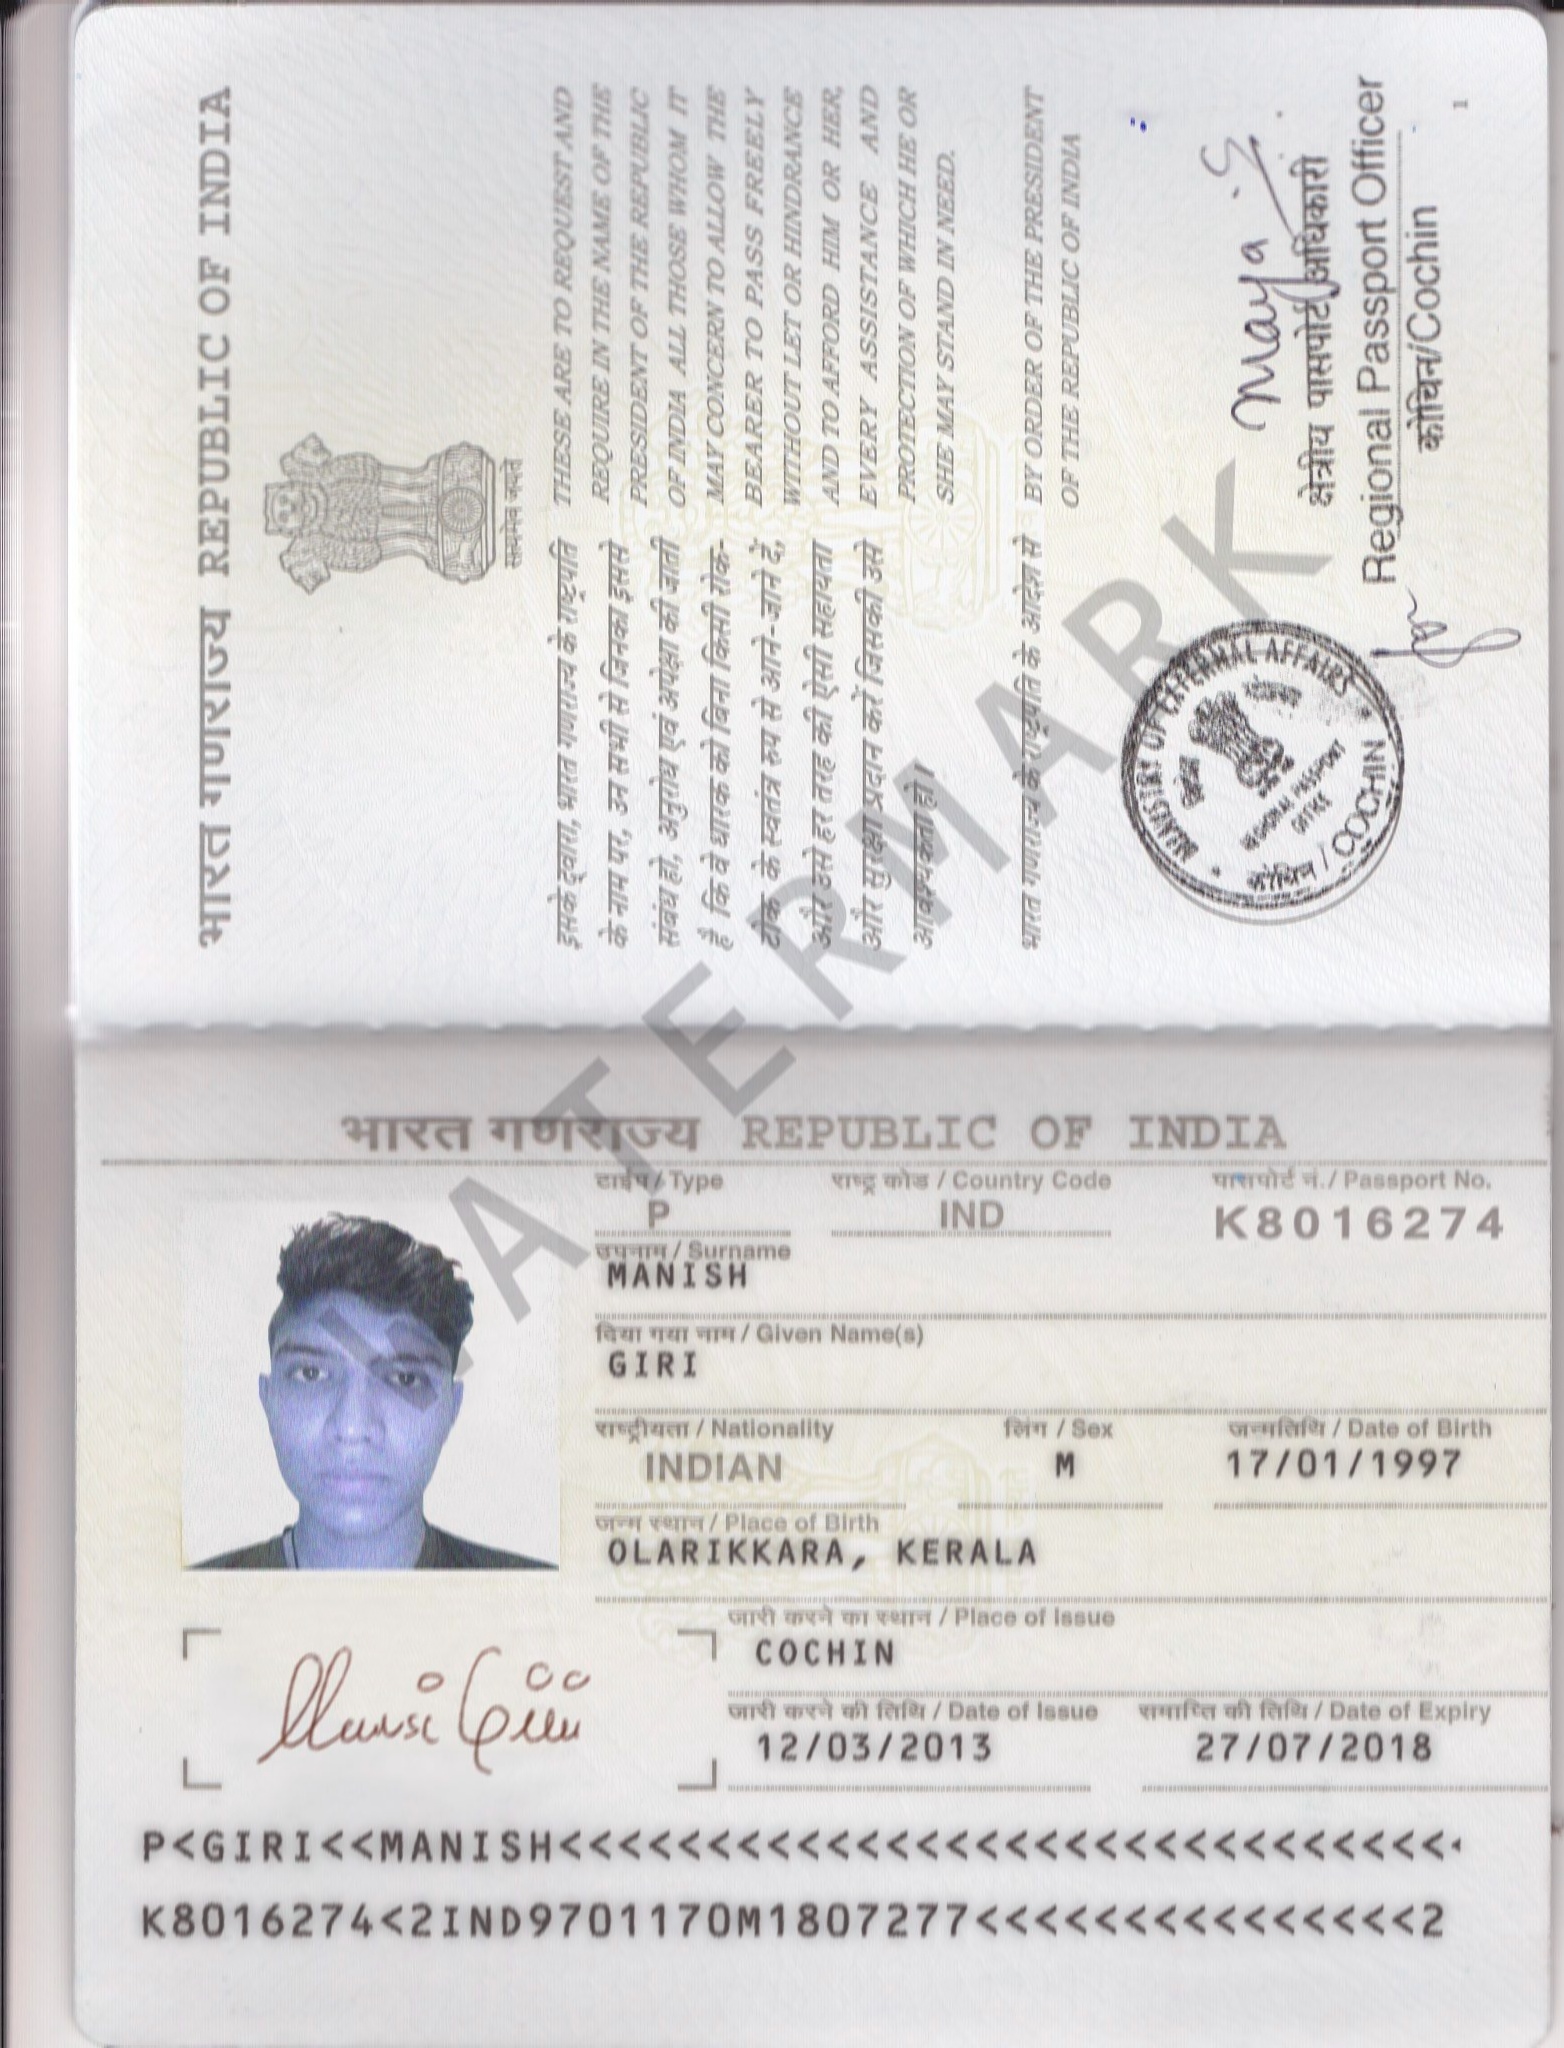 भारत गणराज्य REPUBLIC OF INDIA
सत्यमेव जयते
इसके द्वारा, भारत गणराज्य के राष्ट्रपति
के नाम पर, उन सभी से जिनका इससे
संबंध हो, अनुरोध एवं अपेक्षा की जाती
है कि वे धारक को बिना किसी रोक-
टोक के स्वतंत्र रुप से आने-जाने दें,
और उसे हर तरह की ऐसी सहायता
और सुरक्षा प्रदान करें जिसकी उसे
आवश्यकता हो।
THESE ARE TO REQUEST AND
REQUIRE IN THE NAME OF THE
PRESIDENT OF THE REPUBLIC
OF INDIA ALL THOSE WHOM IT
MAY CONCERN TO ALLOW THE
BEARER TO PASS FREELY
WITHOUT LET OR HINDRANCE
AND TO AFFORD HIM OR HER,
EVERY ASSISTANCE AND
PROTECTION OF WHICH HE OR
SHE MAY STAND IN NEED.
भारत गणराज्य के राष्ट्रपति के आदेश से
BY ORDER OF THE PRESIDENT
OF THE REPUBLIC OF INDIA
MINISTRY OF EXTERNAL AFFAIRS
REGIONAL PASSPORT
OFFICE
कोचिन / COCHIN
Maya
क्षेत्रीय पासपोर्ट अधिकारी
Regional Passport Officer
कोचिन/Cochin
1
WATERMARK
भारत गणराज्य REPUBLIC OF INDIA
टाईप / Type राष्ट्र कोड / Country Code पासपोर्ट नं. / Passport No.
P IND K8016274
उपनाम / Surname
MANISH
दिया गया नाम / Given Name(s)
GIRI
राष्ट्रीयता / Nationality लिंग / Sex जन्मतिथि / Date of Birth
INDIAN M 17/01/1997
जन्म स्थान / Place of Birth
OLARIKKARA, KERALA
जारी करने का स्थान / Place of Issue
COCHIN
जारी करने की तिथि / Date of Issue समाप्ति की तिथि / Date of Expiry
12/03/2013 27/07/2018
P<GIRI<<MANISH<<<<<<<<<<<<<<<<<<<<<<<<<<<<<<
K8016274<2IND9701170M1807277<<<<<<<<<<<<<<<2